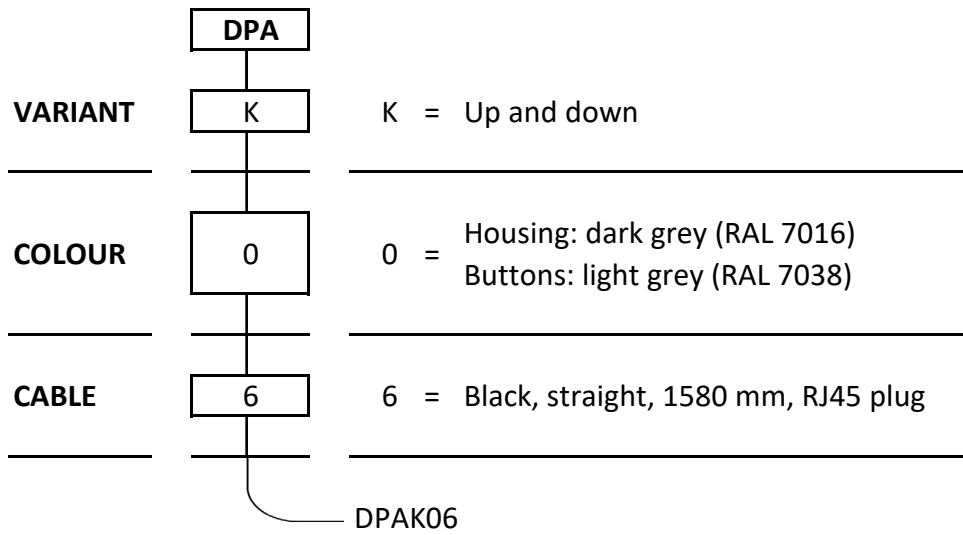 DPA
VARIANT K K = Up and down
COLOUR 0 0 = Housing: dark grey (RAL 7016)
Buttons: light grey (RAL 7038)
CABLE 6 6 = Black, straight, 1580 mm, RJ45 plug
DPAK06